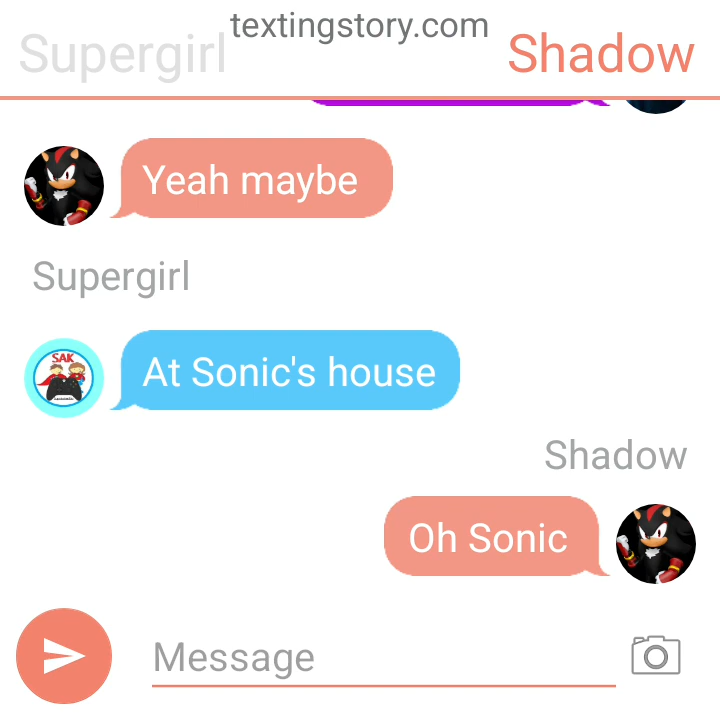 textingstory.com
Supergirl
Shadow
Yeah maybe
Supergirl
SAK
At Sonic's house
Shadow
Oh Sonic
Message